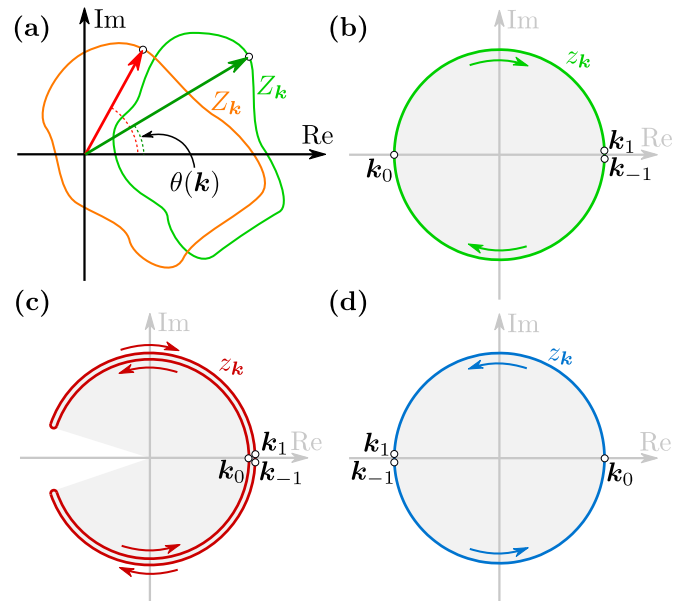 (a)
Im
Z_k
Z_k
Re
θ(k)
(b)
Im
z_k
Re
k_0
k_1
k_{-1}
(c)
Im
z_k
Re
k_0
k_1
k_{-1}
(d)
Im
z_k
Re
k_1
k_{-1}
k_0